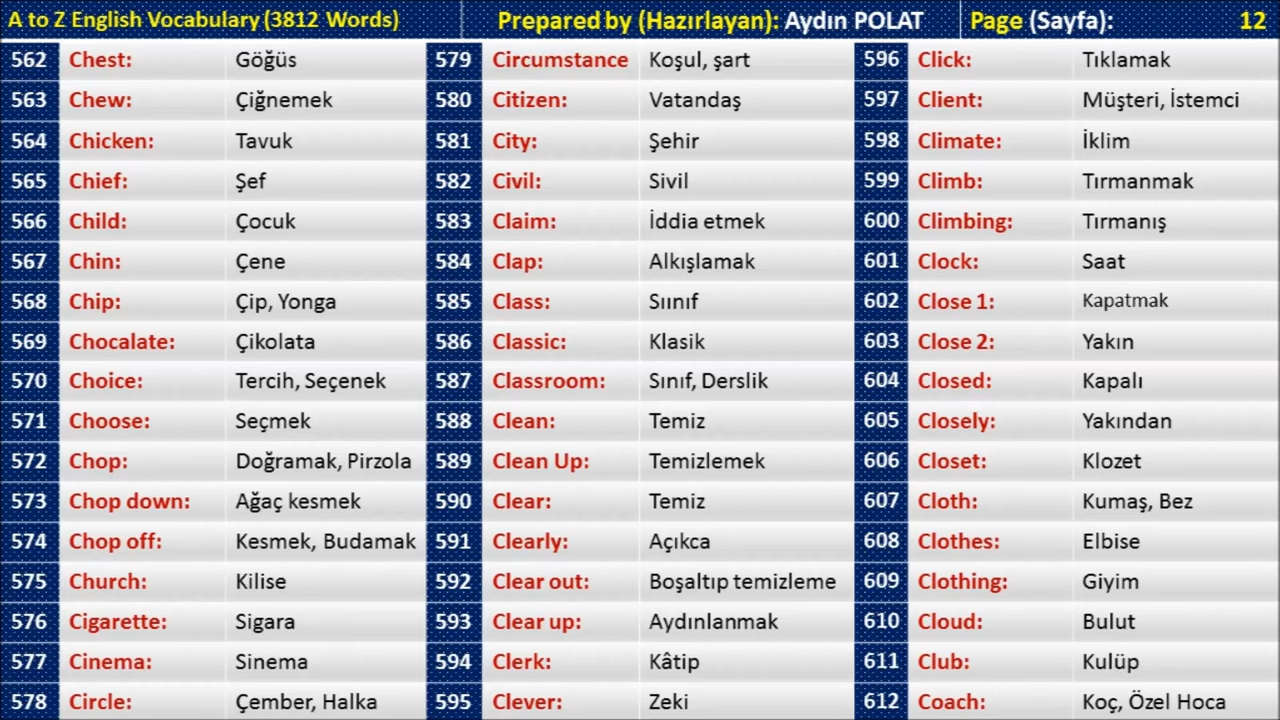 A to Z English Vocabulary (3812 Words) Prepared by (Hazırlayan): Aydın POLAT Page (Sayfa): 12
562 Chest: Göğüs
563 Chew: Çiğnemek
564 Chicken: Tavuk
565 Chief: Şef
566 Child: Çocuk
567 Chin: Çene
568 Chip: Çip, Yonga
569 Chocalate: Çikolata
570 Choice: Tercih, Seçenek
571 Choose: Seçmek
572 Chop: Doğramak, Pirzola
573 Chop down: Ağaç kesmek
574 Chop off: Kesmek, Budamak
575 Church: Kilise
576 Cigarette: Sigara
577 Cinema: Sinema
578 Circle: Çember, Halka
579 Circumstance Koşul, şart
580 Citizen: Vatandaş
581 City: Şehir
582 Civil: Sivil
583 Claim: İddia etmek
584 Clap: Alkışlamak
585 Class: Sıınıf
586 Classic: Klasik
587 Classroom: Sınıf, Derslik
588 Clean: Temiz
589 Clean Up: Temizlemek
590 Clear: Temiz
591 Clearly: Açıkca
592 Clear out: Boşaltıp temizleme
593 Clear up: Aydınlanmak
594 Clerk: Kâtip
595 Clever: Zeki
596 Click: Tıklamak
597 Client: Müşteri, İstemci
598 Climate: İklim
599 Climb: Tırmanmak
600 Climbing: Tırmanış
601 Clock: Saat
602 Close 1: Kapatmak
603 Close 2: Yakın
604 Closed: Kapalı
605 Closely: Yakından
606 Closet: Klozet
607 Cloth: Kumaş, Bez
608 Clothes: Elbise
609 Clothing: Giyim
610 Cloud: Bulut
611 Club: Kulüp
612 Coach: Koç, Özel Hoca